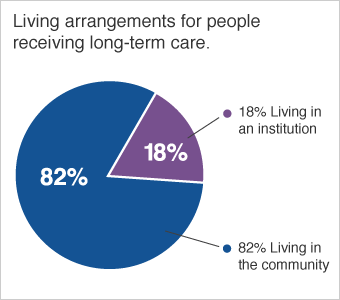 Living arrangements for people
receiving long-term care.
18%
82%
18% Living in
an institution
82% Living in
the community